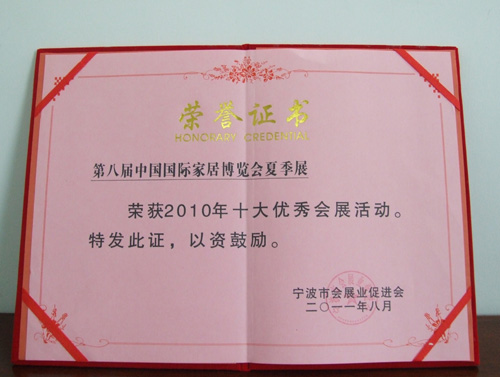 荣誉证书
HONORARY CREDENTIAL
第八届中国国际家居博览会夏季展
荣获2010年十大优秀会展活动。
特发此证，以资鼓励。
宁波市会展业促进会
二〇一一年八月